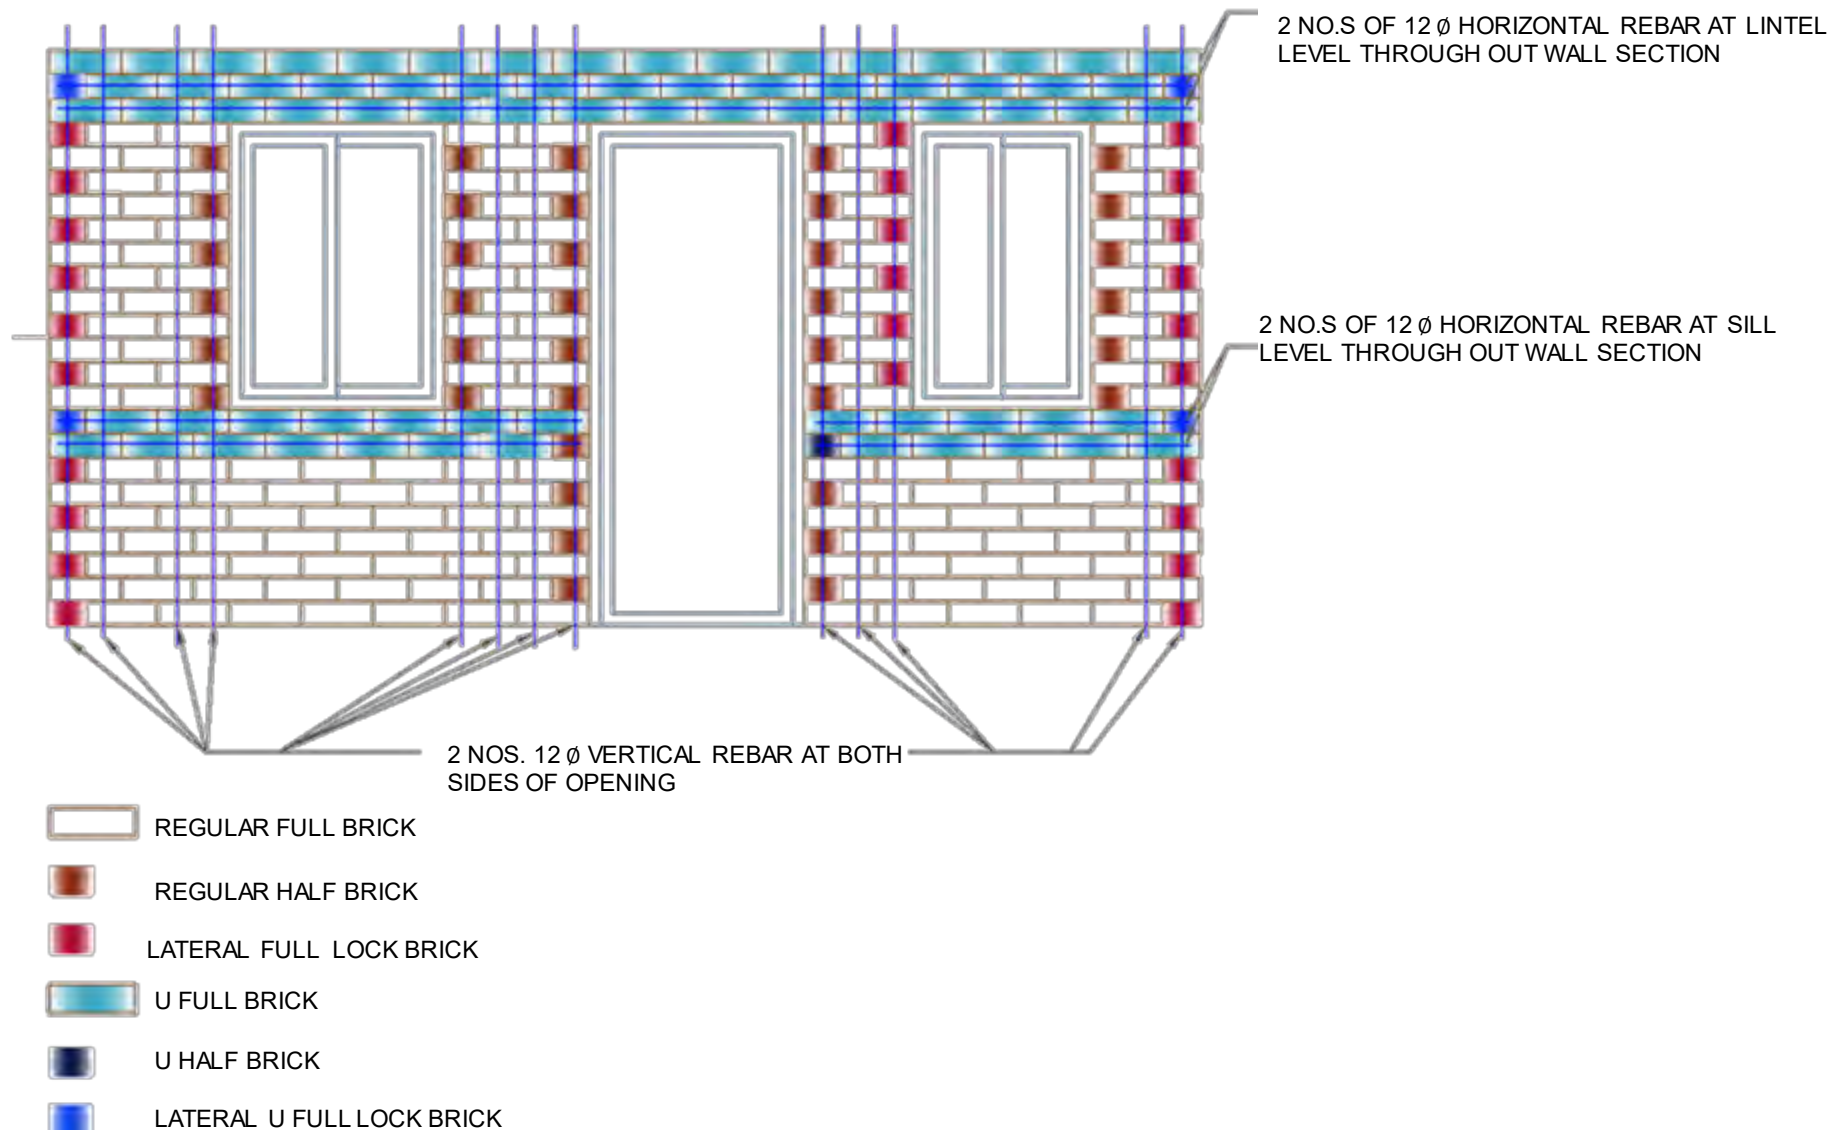 2 NO.S OF 12 Ø HORIZONTAL REBAR AT LINTEL
LEVEL THROUGH OUT WALL SECTION
2 NO.S OF 12 Ø HORIZONTAL REBAR AT SILL
LEVEL THROUGH OUT WALL SECTION
2 NOS. 12 Ø VERTICAL REBAR AT BOTH
SIDES OF OPENING
REGULAR FULL BRICK
REGULAR HALF BRICK
LATERAL FULL LOCK BRICK
U FULL BRICK
U HALF BRICK
LATERAL U FULL LOCK BRICK